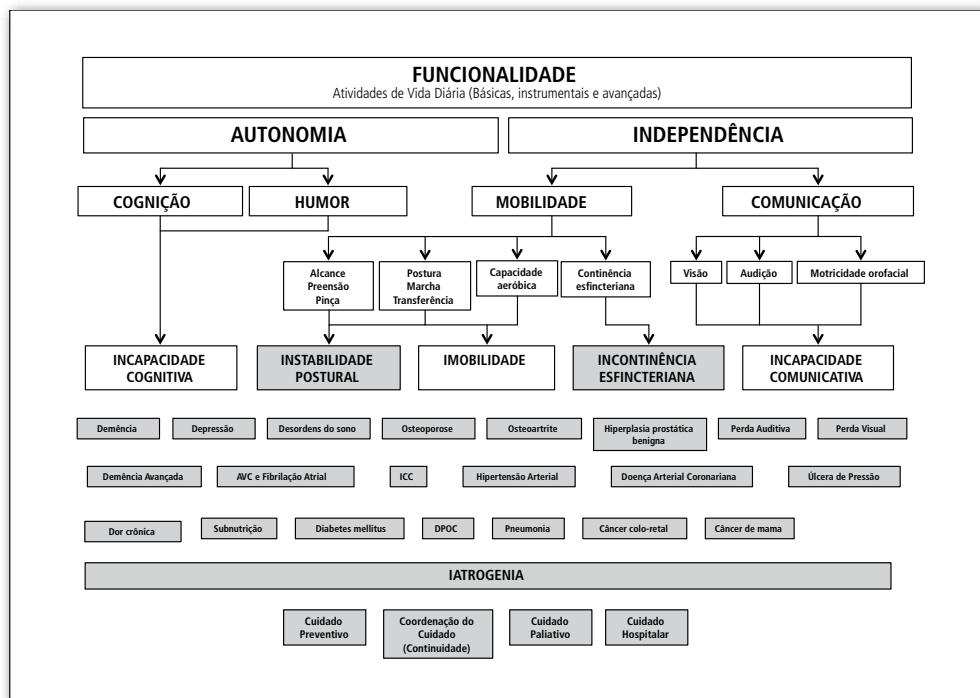 FUNCIONALIDADE
Atividades de Vida Diária (Básicas, instrumentais e avançadas)
AUTONOMIA
INDEPENDÊNCIA
COGNIÇÃO
HUMOR
MOBILIDADE
COMUNICAÇÃO
Alcance
Preensão
Pinça
Postura
Marcha
Transferência
Capacidade
aeróbica
Continência
esfincteriana
Visão
Audição
Motricidade orofacial
INCAPACIDADE
COGNITIVA
INSTABILIDADE
POSTURAL
IMOBILIDADE
INCONTINÊNCIA
ESFINCTERIANA
INCAPACIDADE
COMUNICATIVA
Demência
Depressão
Desordens do sono
Osteoporose
Osteoartrite
Hiperplasia prostática
benigna
Perda Auditiva
Perda Visual
Demência Avançada
AVC e Fibrilação Atrial
ICC
Hipertensão Arterial
Doença Arterial Coronariana
Úlcera de Pressão
Dor crônica
Subnutrição
Diabetes mellitus
DPOC
Pneumonia
Câncer colo-retal
Câncer de mama
IATROGENIA
Cuidado
Preventivo
Coordenação do
Cuidado
(Continuidade)
Cuidado
Paliativo
Cuidado
Hospitalar